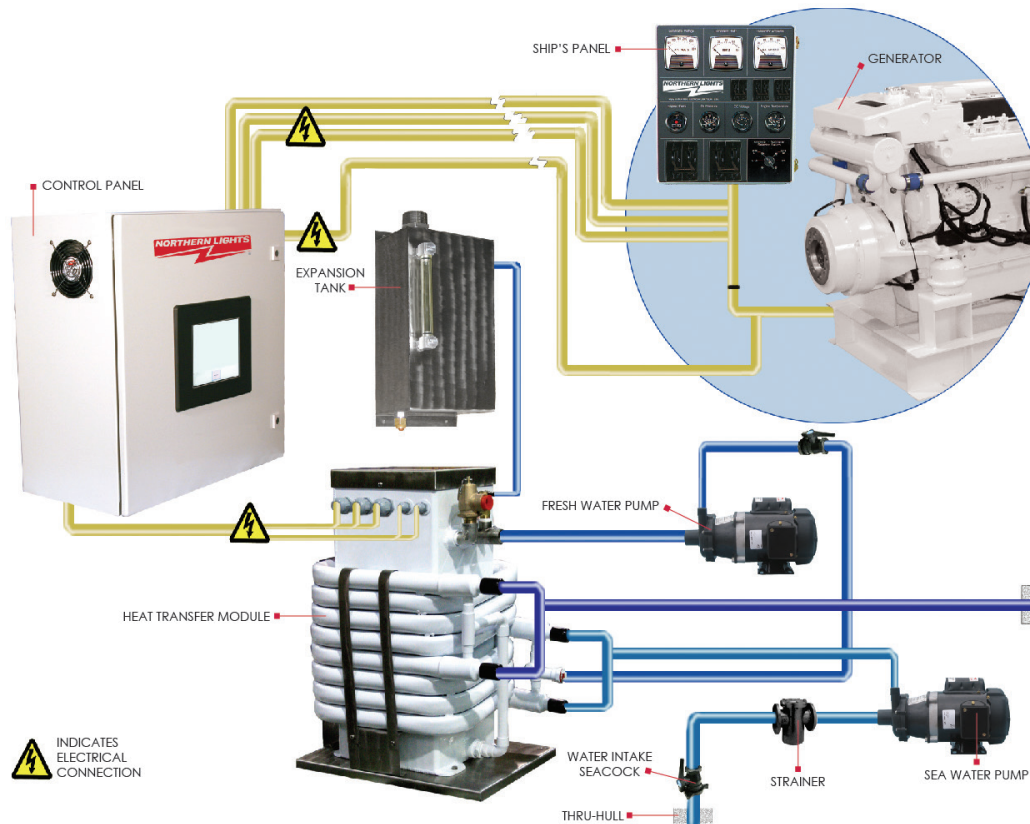 SHIP'S PANEL
GENERATOR
NORTHERN LIGHTS
CONTROL PANEL
NORTHERN LIGHTS
EXPANSION
TANK
FRESH WATER PUMP
HEAT TRANSFER MODULE
INDICATES
ELECTRICAL
CONNECTION
WATER INTAKE
SEACOCK
STRAINER
SEA WATER PUMP
THRU-HULL